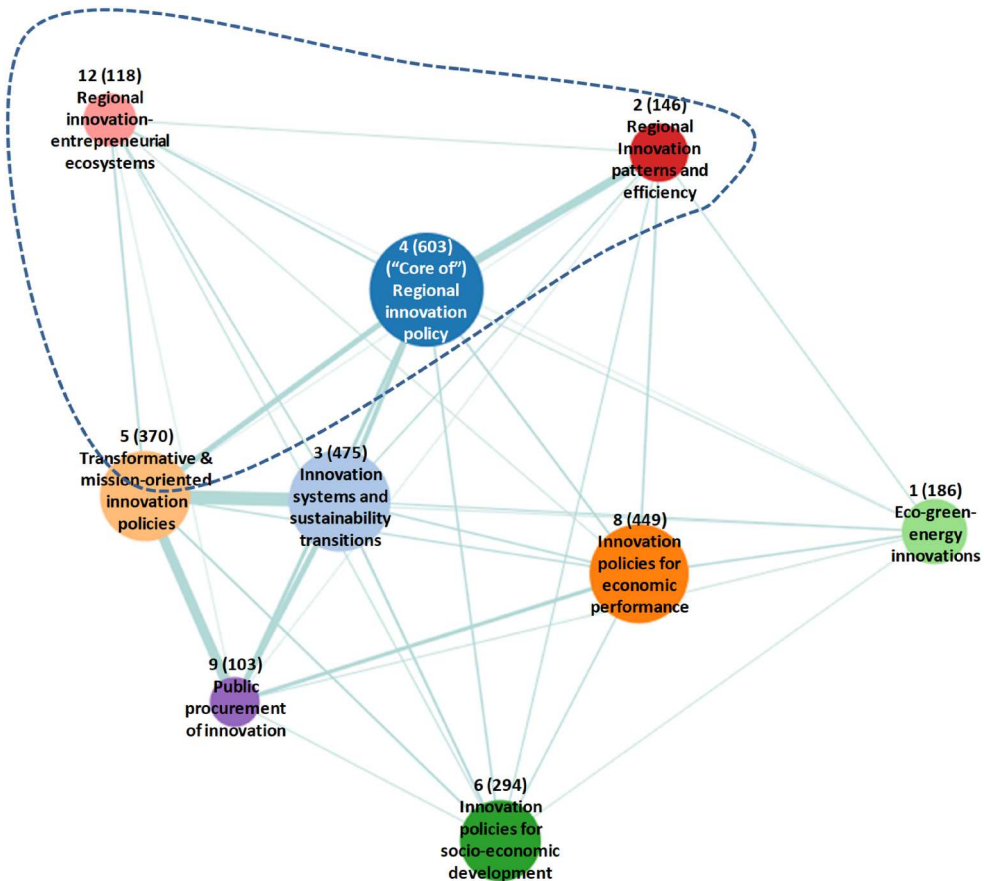 12 (118)
Regional
innovation-
entrepreneurial
ecosystems
2 (146)
Regional
Innovation
patterns and
efficiency
4 (603)
(“Core of”)
Regional
innovation
policy
5 (370)
Transformative &
mission-oriented
innovation
policies
3 (475)
Innovation
systems and
sustainability
transitions
8 (449)
Innovation
policies for
economic
performance
1 (186)
Eco-green-
energy
innovations
9 (103)
Public
procurement
of innovation
6 (294)
Innovation
policies for
socio-economic
development